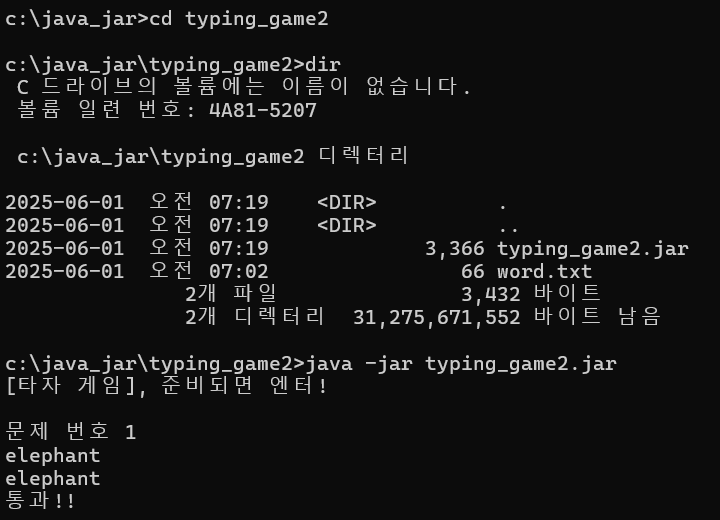 c:\java_jar>cd typing_game2
c:\java_jar\typing_game2>dir
C 드라이브의 볼륨에는 이름이 없습니다.
볼륨 일련 번호: 4A81-5207
c:\java_jar\typing_game2 디렉터리
2025-06-01 오전 07:19 <DIR> .
2025-06-01 오전 07:19 <DIR> ..
2025-06-01 오전 07:19 3,366 typing_game2.jar
2025-06-01 오전 07:02 66 word.txt
2개 파일 3,432 바이트
2개 디렉터리 31,275,671,552 바이트 남음
c:\java_jar\typing_game2>java -jar typing_game2.jar
[타자 게임], 준비되면 엔터!
문제 번호 1
elephant
elephant
통과!!